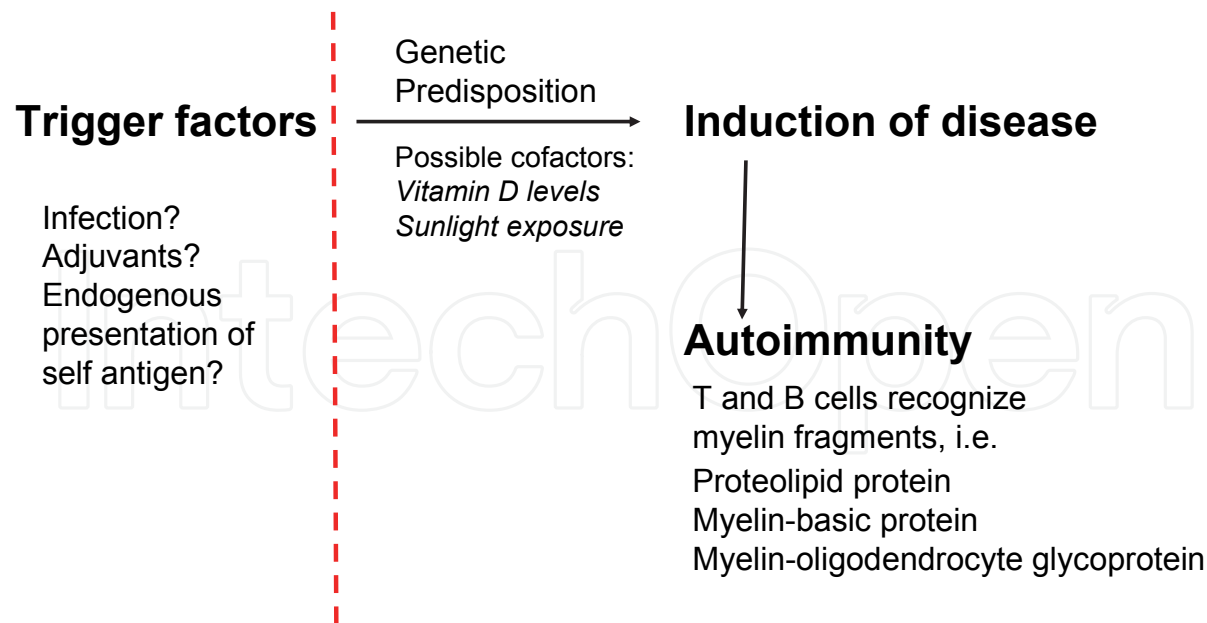 Trigger factors
Infection?
Adjuvants?
Endogenous
presentation of
self antigen?
Genetic
Predisposition
Possible cofactors:
Vitamin D levels
Sunlight exposure
Induction of disease
Autoimmunity
T and B cells recognize
myelin fragments, i.e.
Proteolipid protein
Myelin-basic protein
Myelin-oligodendrocyte glycoprotein
IntechOpen